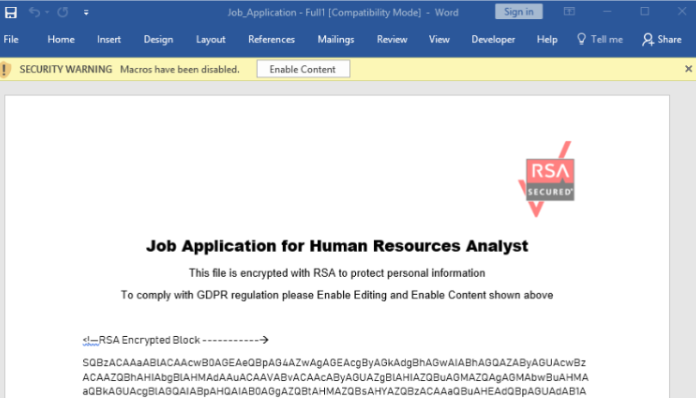 Job_Application - Full1 [Compatibility Mode] - Word
Sign in
File Home Insert Design Layout References Mailings Review View Developer Help Tell me Share
! SECURITY WARNING Macros have been disabled. Enable Content
RSA
SECURED
Job Application for Human Resources Analyst
This file is encrypted with RSA to protect personal information
To comply with GDPR regulation please Enable Editing and Enable Content shown above
<!—RSA Encrypted Block ----------->